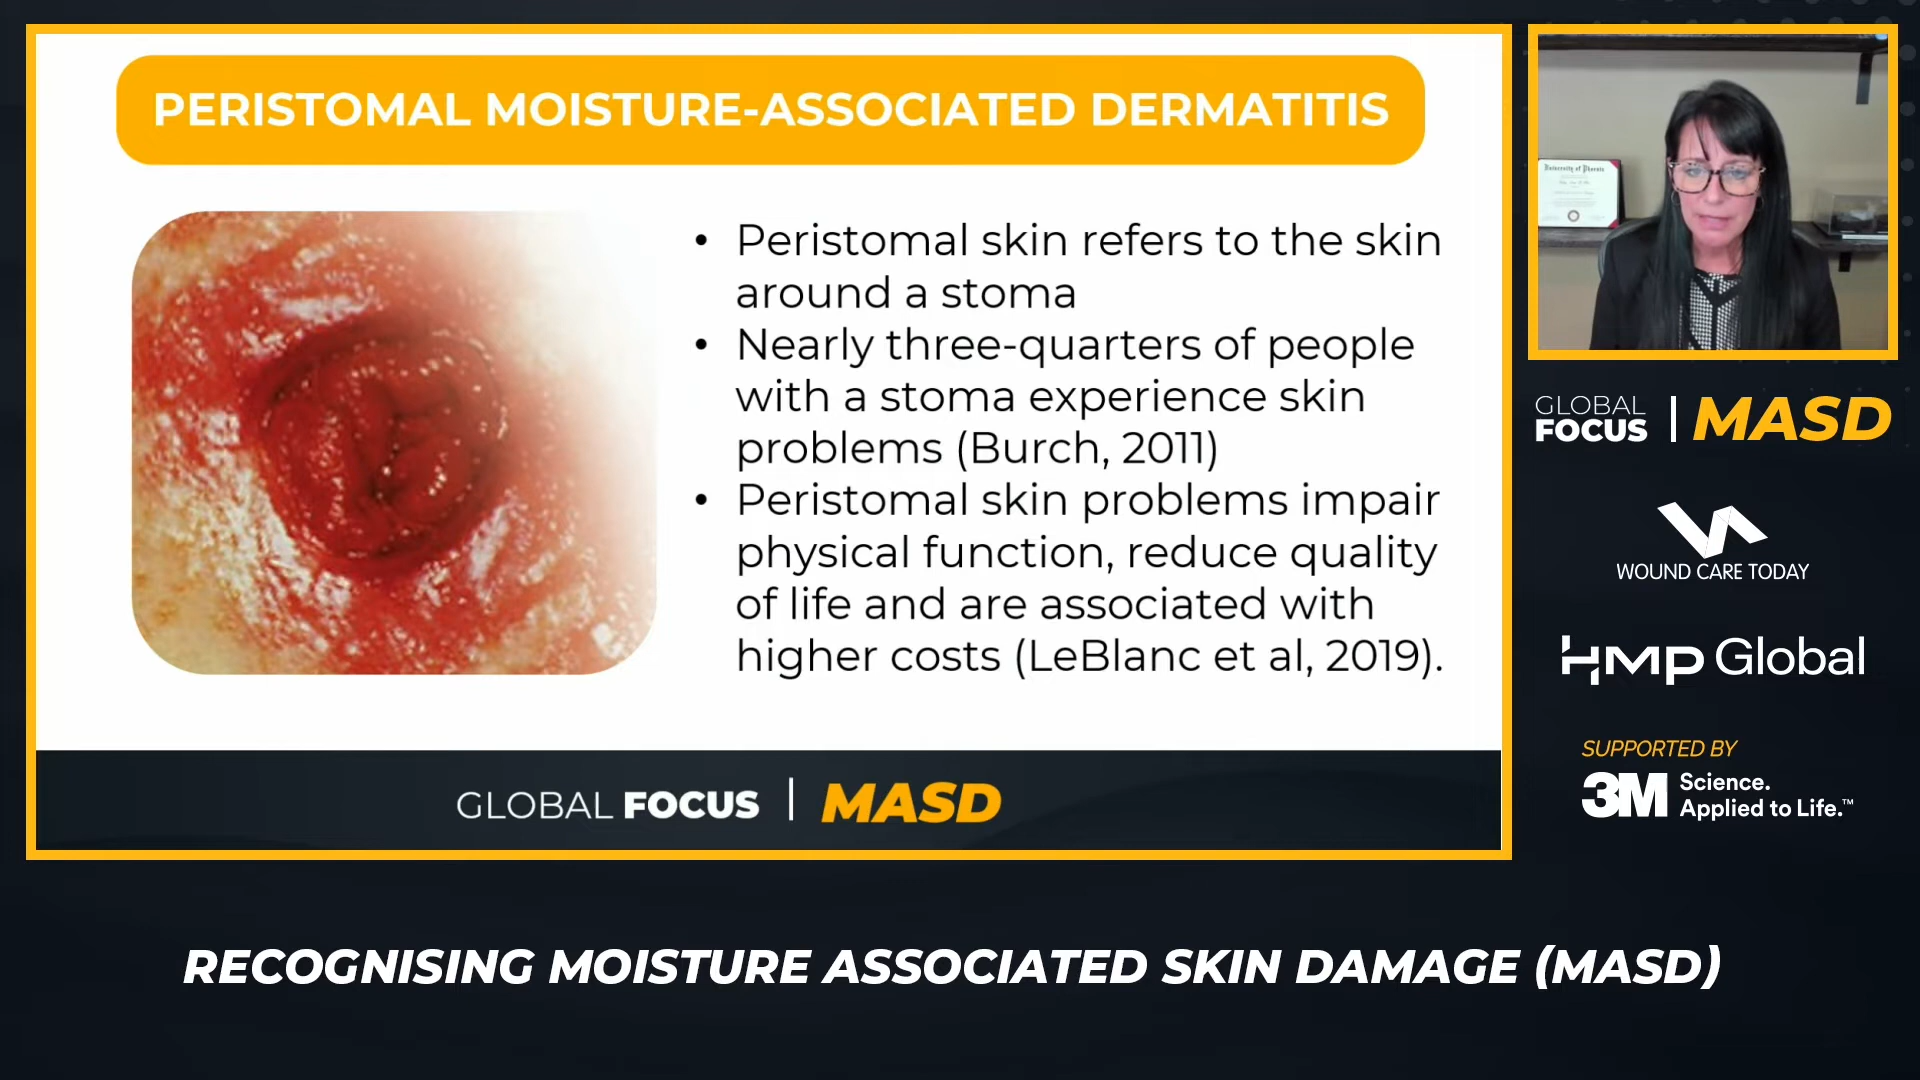 PERISTOMAL MOISTURE-ASSOCIATED DERMATITIS
• Peristomal skin refers to the skin
around a stoma
• Nearly three-quarters of people
with a stoma experience skin
problems (Burch, 2011)
• Peristomal skin problems impair
physical function, reduce quality
of life and are associated with
higher costs (LeBlanc et al, 2019).
GLOBAL FOCUS | MASD
University of Phoenix
GLOBAL
FOCUS | MASD
WOUND CARE TODAY
HMP Global
SUPPORTED BY
3M Science.
Applied to Life.™
RECOGNISING MOISTURE ASSOCIATED SKIN DAMAGE (MASD)